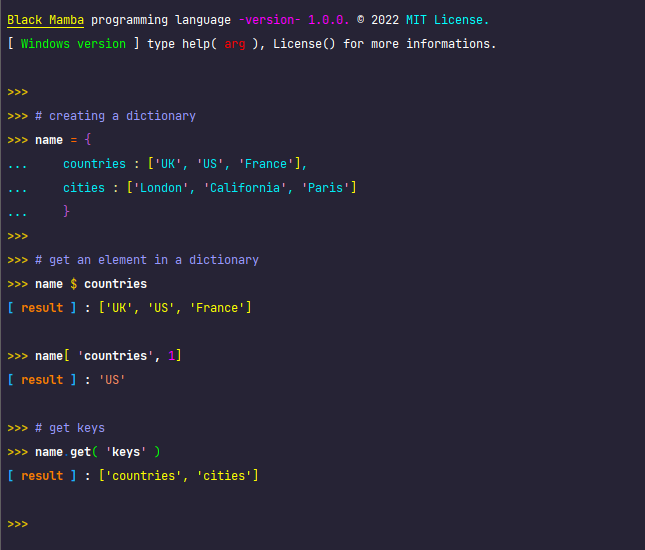 Black Mamba programming language -version- 1.0.0. © 2022 MIT License.
[ Windows version ] type help( arg ), License() for more informations.
>>>
>>> # creating a dictionary
>>> name = {
...     countries : ['UK', 'US', 'France'],
...     cities : ['London', 'California', 'Paris']
...     }
>>>
>>> # get an element in a dictionary
>>> name $ countries
[ result ] : ['UK', 'US', 'France']
>>> name[ 'countries', 1]
[ result ] : 'US'
>>> # get keys
>>> name.get( 'keys' )
[ result ] : ['countries', 'cities']
>>>